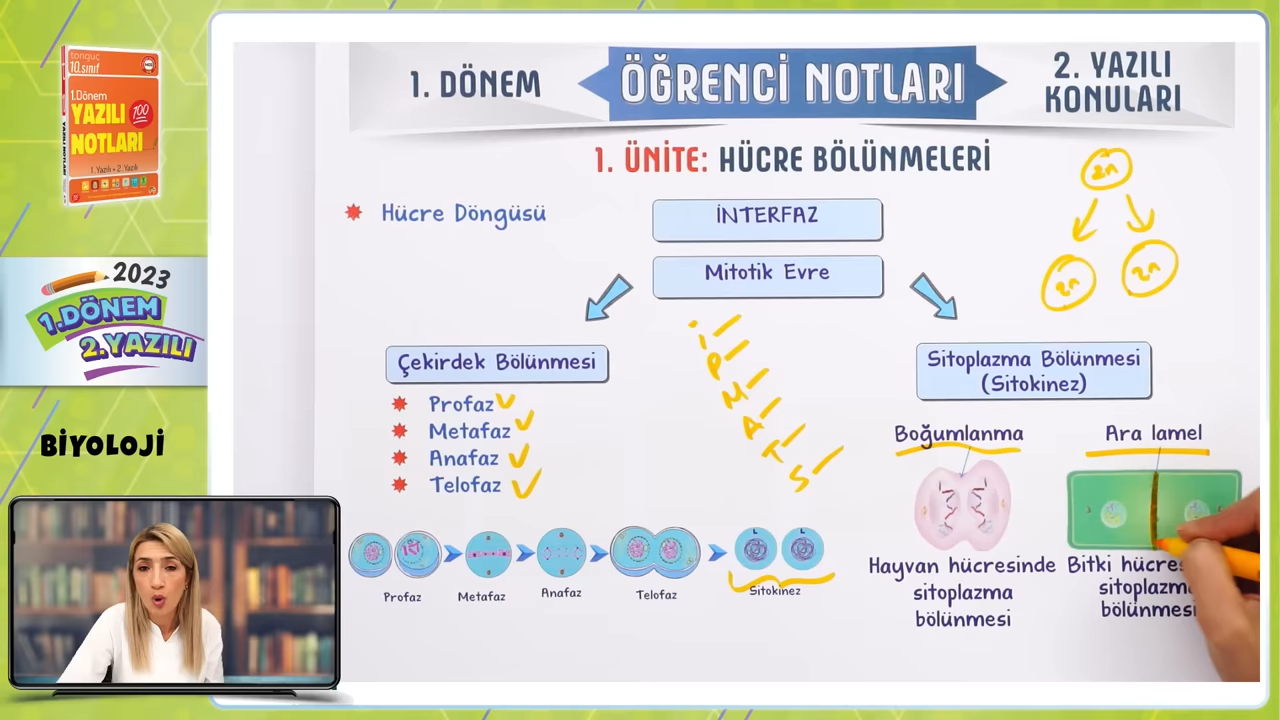 tonguç
10.sınıf
1.Dönem
YAZILI
NOTLARI
100
1.Yazılı • 2.Yazılı
YAZILI NOTLARI
2023
1.DÖNEM
2.YAZILI
BİYOLOJİ
1. DÖNEM
ÖĞRENCİ NOTLARI
2. YAZILI
KONULARI
1. ÜNİTE: HÜCRE BÖLÜNMELERİ
Hücre Döngüsü
İNTERFAZ
Mitotik Evre
2n
2n
2n
Çekirdek Bölünmesi
Profaz
Metafaz
Anafaz
Telofaz
İPMATS
Sitoplazma Bölünmesi
(Sitokinez)
Boğumlanma
Ara lamel
Profaz
Metafaz
Anafaz
Telofaz
Sitokinez
Hayvan hücresinde
sitoplazma
bölünmesi
Bitki hücres
sitoplazm
bölünmesi